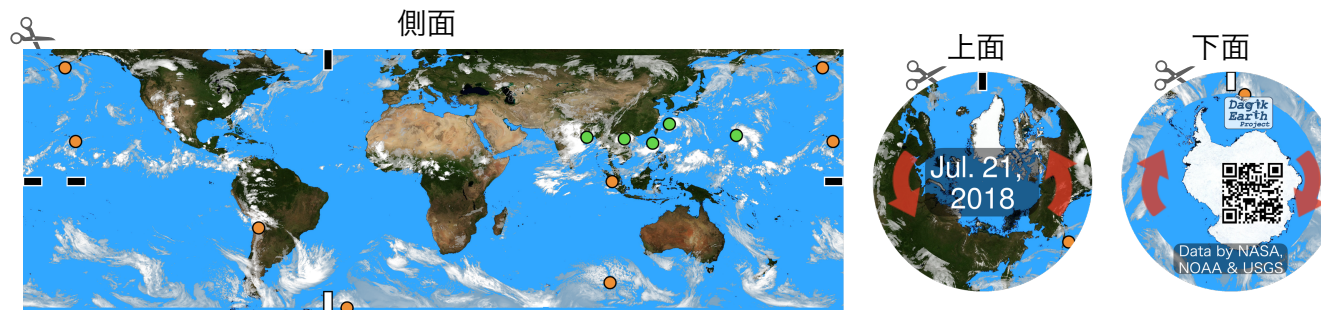 側面
上面
下面
Jul. 21,
2018
Dagik
Earth
Project
Data by NASA,
NOAA & USGS